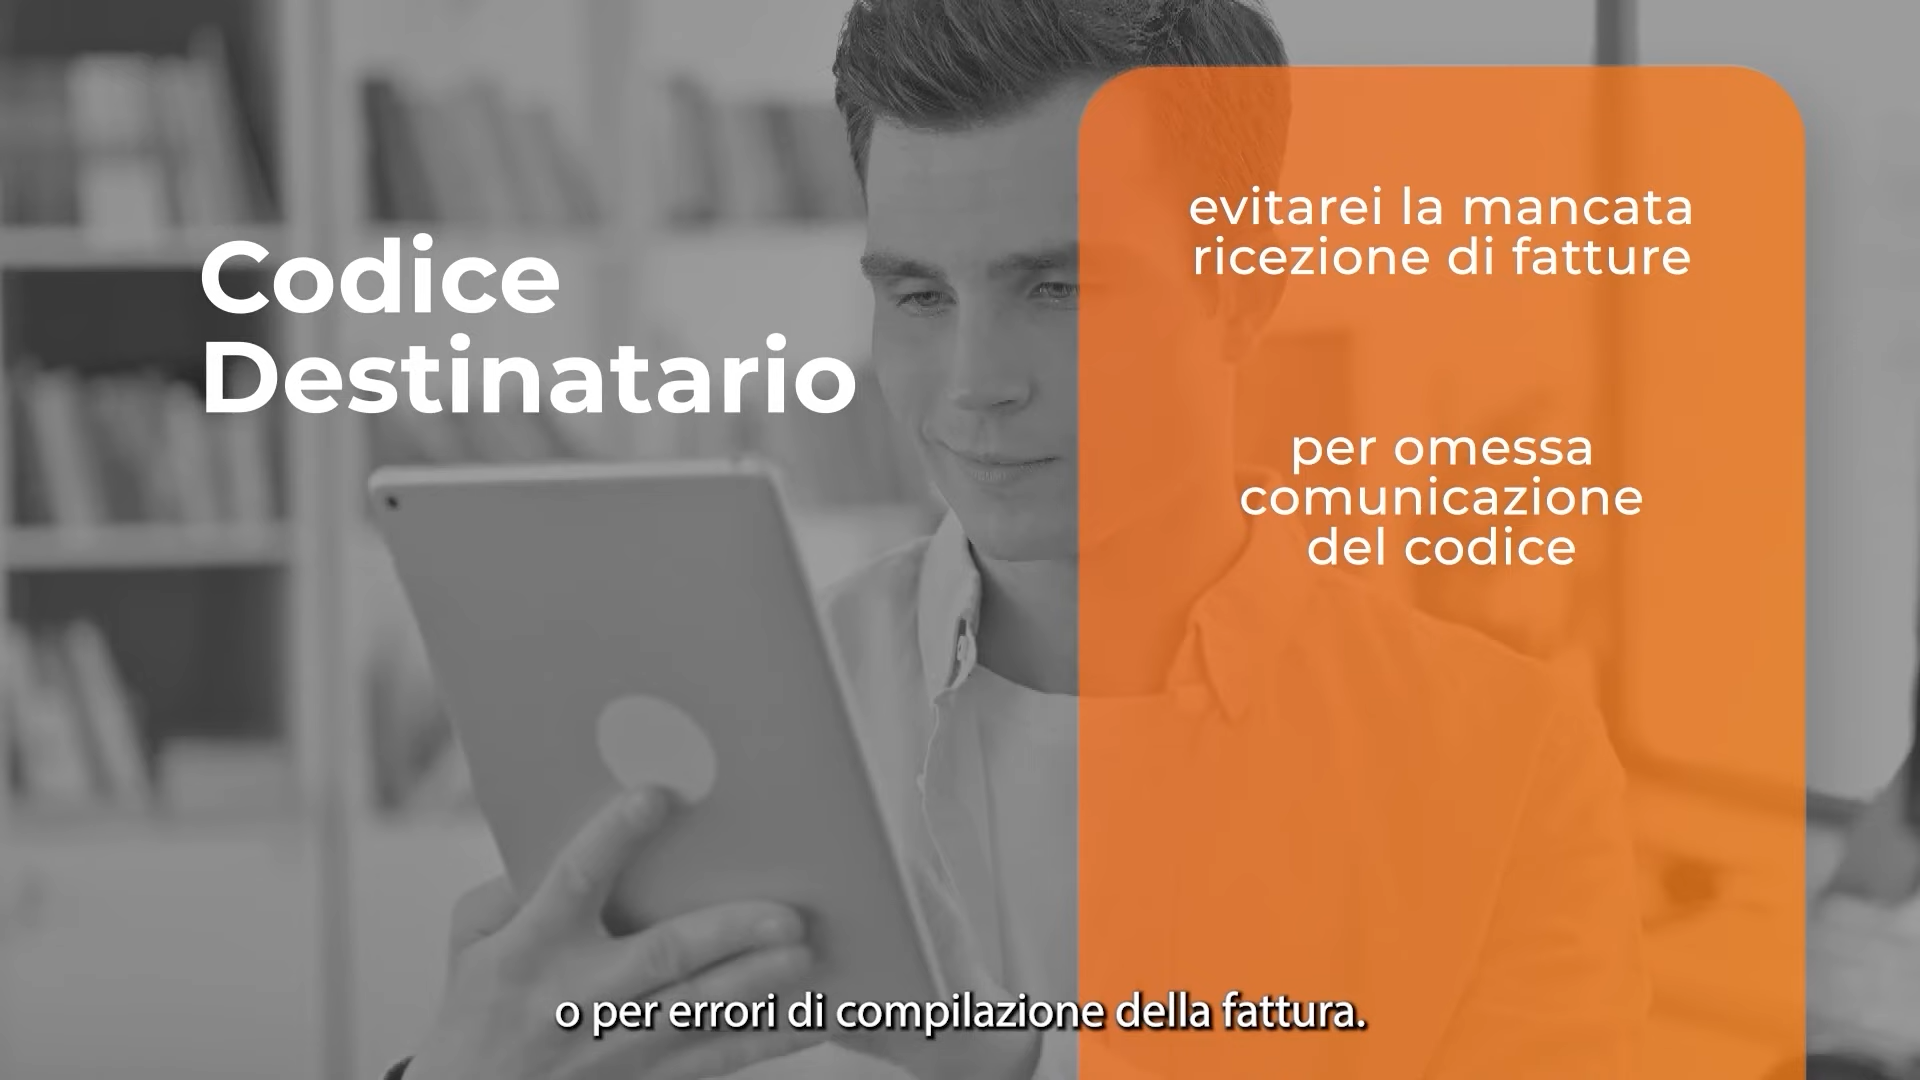 Codice
Destinatario
evitarei la mancata
ricezione di fatture
per omessa
comunicazione
del codice
o per errori di compilazione della fattura.